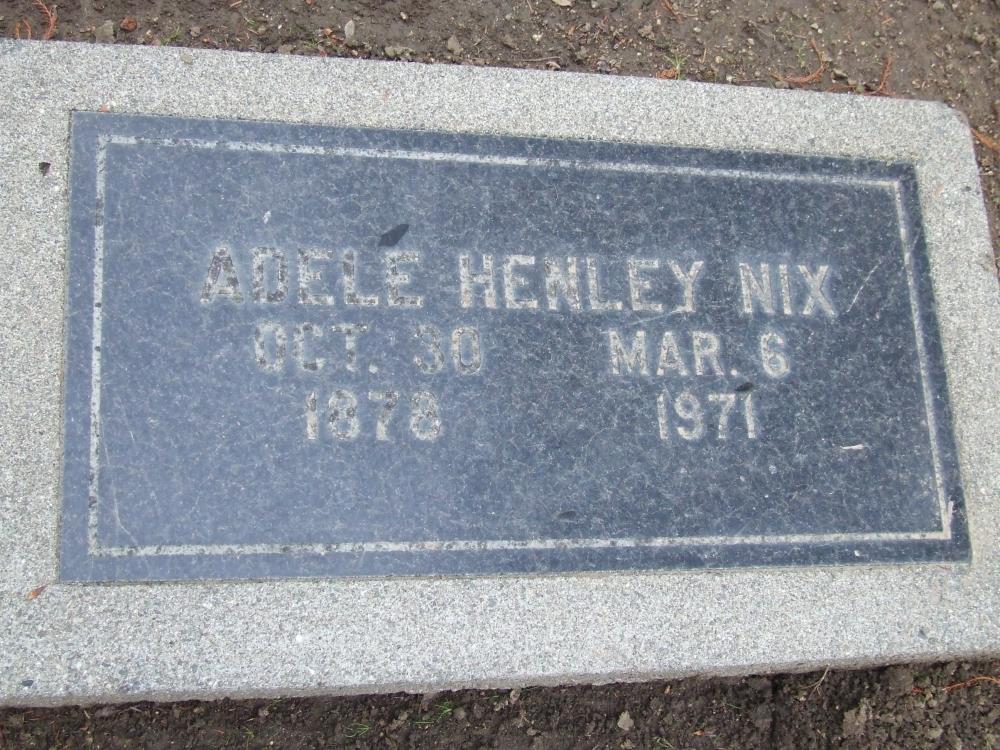 ADELE HENLEY NIX
OCT. 30 MAR. 6
1878 1971